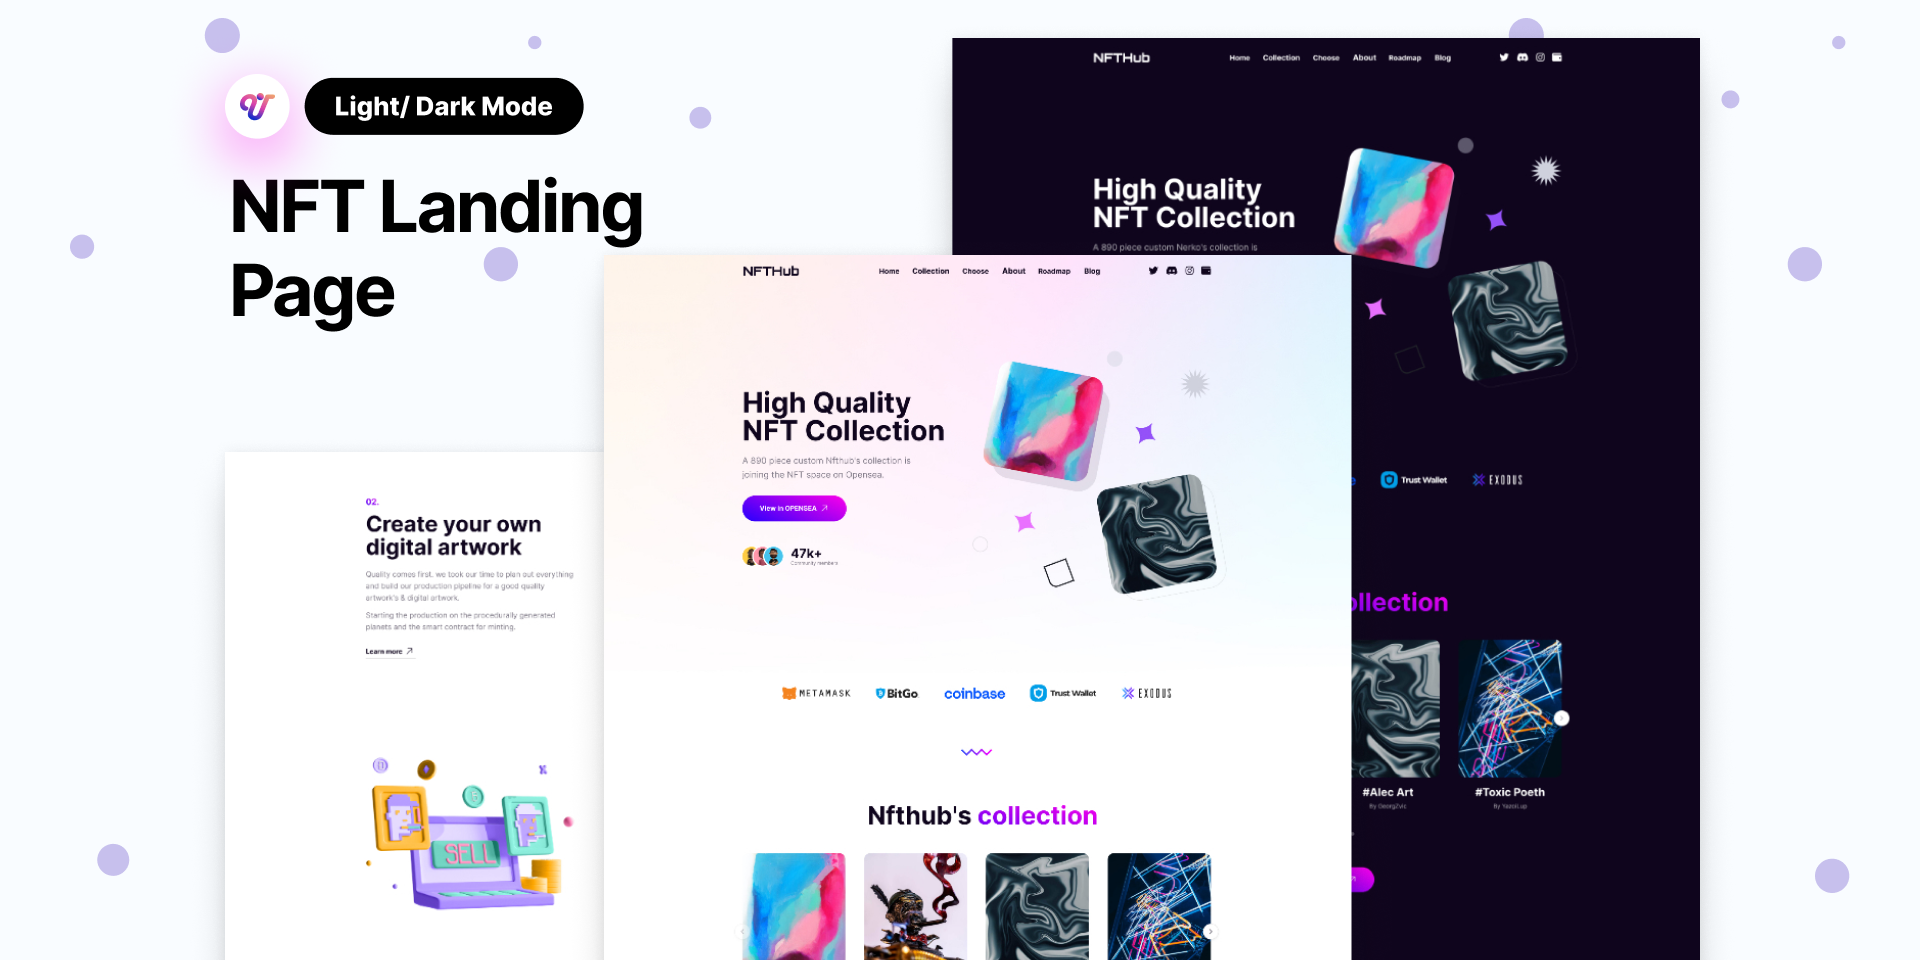 Light/ Dark Mode
NFT Landing
Page
NFTHub
Home Collection Choose About Roadmap Blog
High Quality
NFT Collection
A 890 piece custom Nerko's collection is
TRUST WALLET EXODUS
ollection
#Alec Art
By GeorgZvic
#Toxic Poeth
NFTHub
Home Collection Choose About Roadmap Blog
High Quality
NFT Collection
A 890 piece custom Nfthub's collection is
joining the NFT space on Opensea.
View in OPENSEA
47k+
Community members
METAMASK BitGo coinbase Trust Wallet EXODUS
Nfthub's collection
02.
Create your own
digital artwork
Quality comes first. we took our time to plan out everything
and build our production pipeline for a good quality
artwork's & digital artwork.
Starting the production on the procedurally generated
planets and the smart contract for minting.
Learn more
SELL